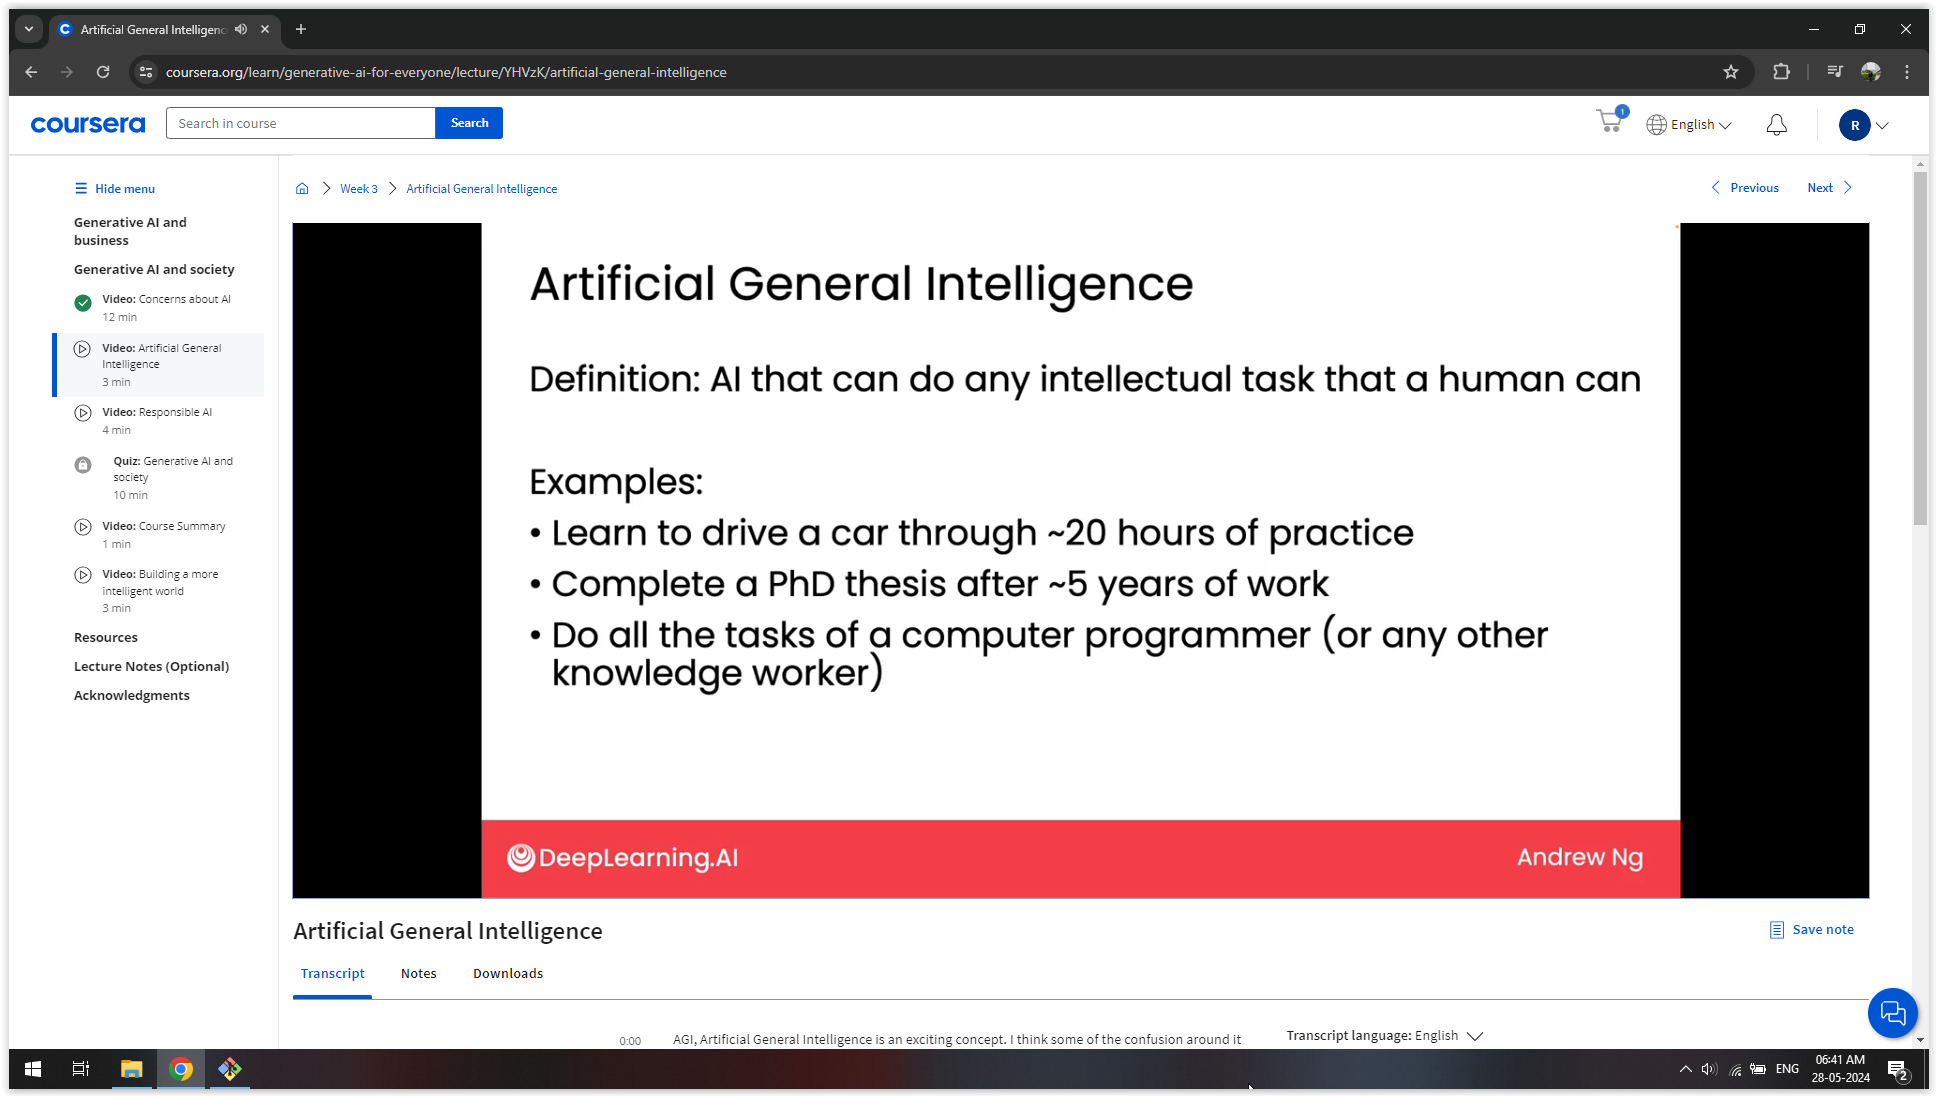 Artificial General Intelligenc
coursera.org/learn/generative-ai-for-everyone/lecture/YHVzK/artificial-general-intelligence
coursera
Search in course
Search
1
English
R
Hide menu
Generative AI and
business
Generative AI and society
Video: Concerns about AI
12 min
Video: Artificial General
Intelligence
3 min
Video: Responsible AI
4 min
Quiz: Generative AI and
society
10 min
Video: Course Summary
1 min
Video: Building a more
intelligent world
3 min
Resources
Lecture Notes (Optional)
Acknowledgments
Week 3
Artificial General Intelligence
Previous
Next
Artificial General Intelligence
Definition: AI that can do any intellectual task that a human can
Examples:
• Learn to drive a car through ~20 hours of practice
• Complete a PhD thesis after ~5 years of work
• Do all the tasks of a computer programmer (or any other
knowledge worker)
DeepLearning.AI
Andrew Ng
Artificial General Intelligence
Save note
Transcript
Notes
Downloads
0:00
AGI, Artificial General Intelligence is an exciting concept. I think some of the confusion around it
Transcript language: English
ENG
06:41 AM
28-05-2024
2